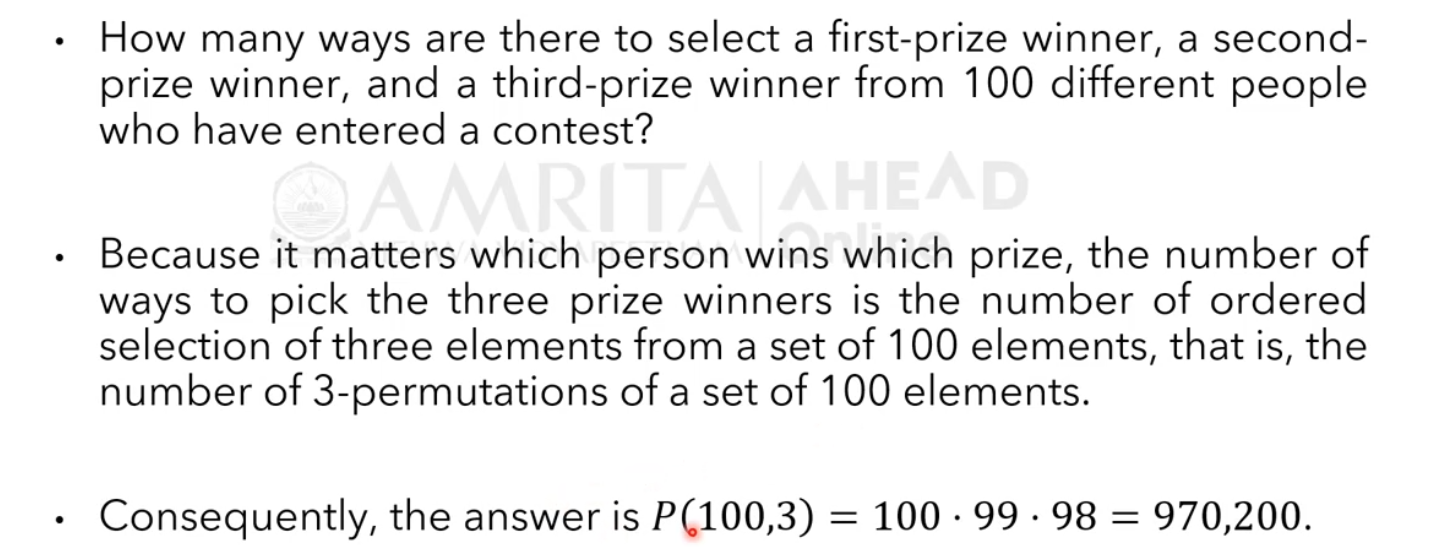 • How many ways are there to select a first-prize winner, a second-
prize winner, and a third-prize winner from 100 different people
who have entered a contest?
AMRITA AHEAD
Online
• Because it matters which person wins which prize, the number of
ways to pick the three prize winners is the number of ordered
selection of three elements from a set of 100 elements, that is, the
number of 3-permutations of a set of 100 elements.
• Consequently, the answer is P(100,3) = 100 · 99 · 98 = 970,200.